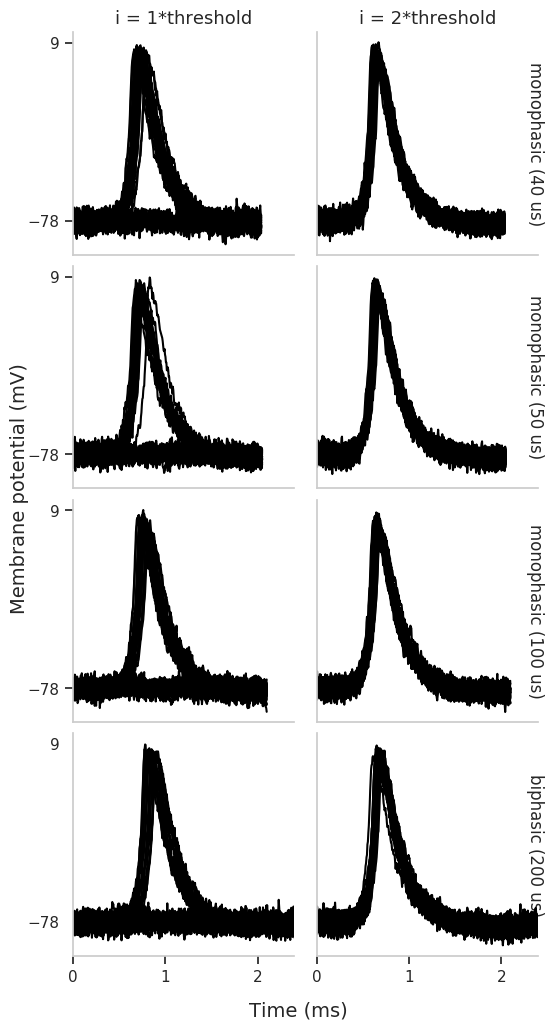 i = 1*threshold
i = 2*threshold
9
−78
monophasic (40 us)
9
−78
monophasic (50 us)
Membrane potential (mV)
9
−78
monophasic (100 us)
9
−78
biphasic (200 us)
0
1
2
0
1
2
Time (ms)